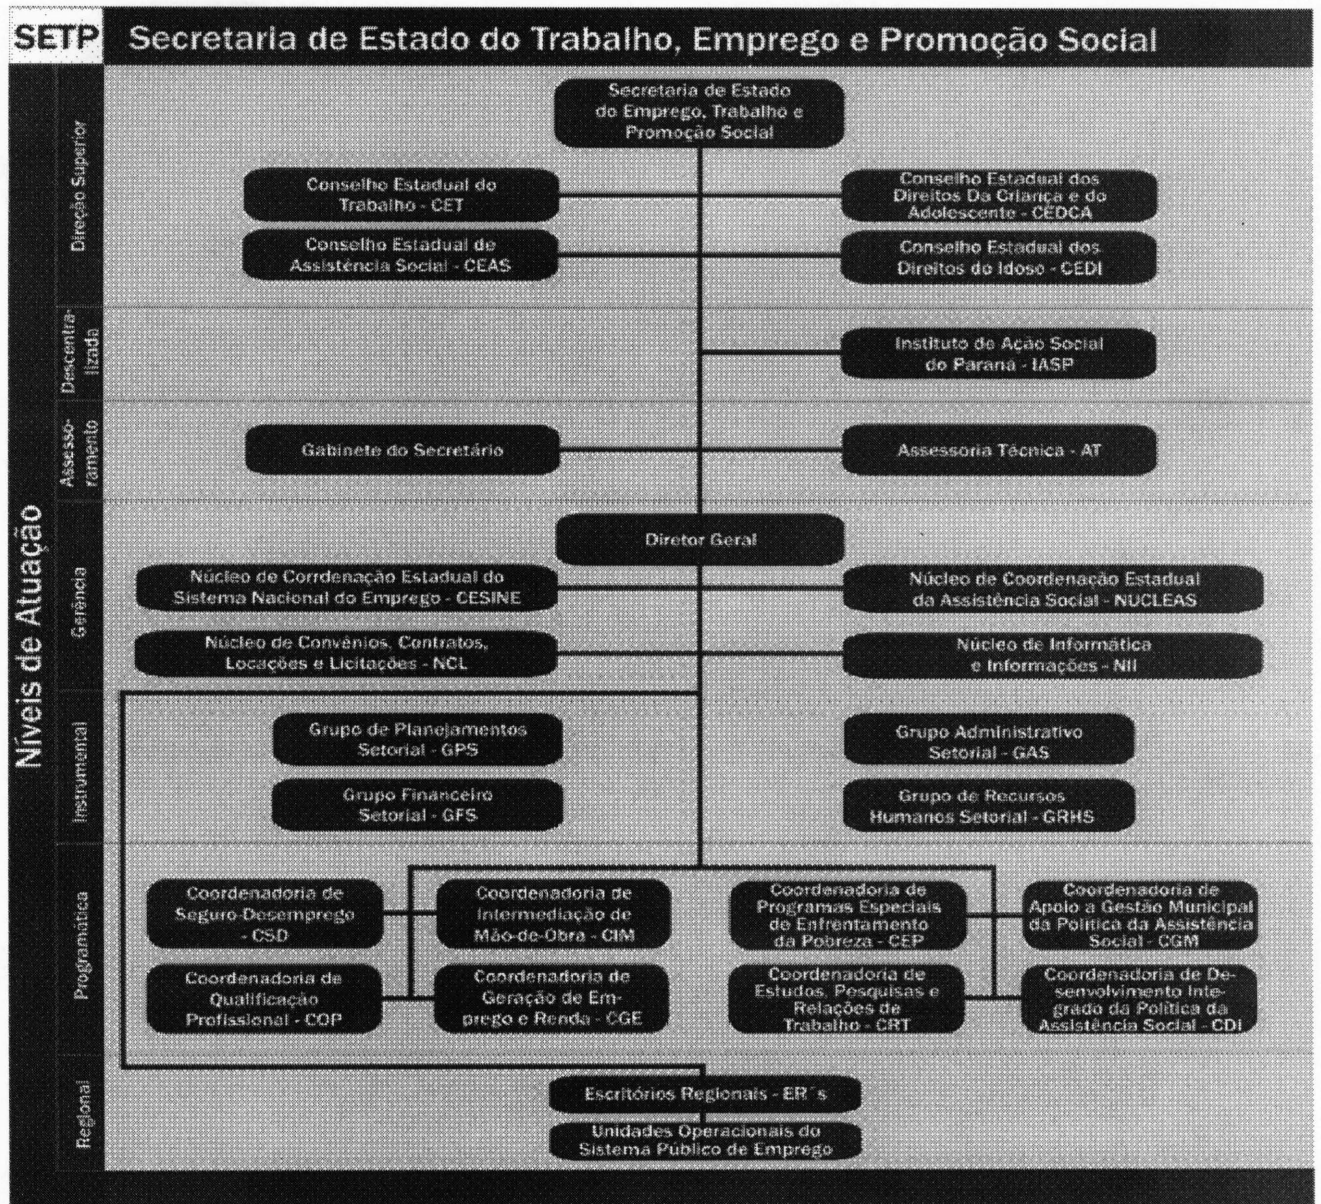 SETP
Secretaria de Estado do Trabalho, Emprego e Promoção Social
Níveis de Atuação
Direção Superior
Secretaria de Estado
do Emprego, Trabalho e
Promoção Social
Conselho Estadual do
Trabalho - CET
Conselho Estadual dos
Direitos Da Criança e do
Adolescente - CEDCA
Conselho Estadual de
Assistência Social - CEAS
Conselho Estadual dos
Direitos do Idoso - CEDI
Descentra-
lizada
Instituto de Ação Social
do Paraná - IASP
Assesso-
ramento
Gabinete do Secretário
Assessoria Técnica - AT
Gerência
Diretor Geral
Núcleo de Corrdenação Estadual do
Sistema Nacional do Emprego - CESINE
Núcleo de Coordenação Estadual
da Assistência Social - NUCLEAS
Núcleo de Convênios, Contratos,
Locações e Licitações - NCL
Núcleo de Informática
e Informações - NII
Instrumental
Grupo de Planejamentos
Setorial - GPS
Grupo Administrativo
Setorial - GAS
Grupo Financeiro
Setorial - GFS
Grupo de Recursos
Humanos Setorial - GRHS
Programática
Coordenadoria de
Seguro-Desemprego
- CSD
Coordenadoria de
Intermediação de
Mão-de-Obra - CIM
Coordenadoria de
Programas Especiais
de Enfrentamento
da Pobreza - CEP
Coordenadoria de
Apoio a Gestão Municipal
da Política da Assistência
Social - CGM
Coordenadoria de
Qualificação
Profissional - COP
Coordenadoria de
Geração de Em-
prego e Renda - CGE
Coordenadoria de
Estudos, Pesquisas e
Relações de
Trabalho - CRT
Coordenadoria de De-
senvolvimento Inte-
grado da Política da
Assistência Social - CDI
Regional
Escritórios Regionais - ER´s
Unidades Operacionais do
Sistema Público de Emprego